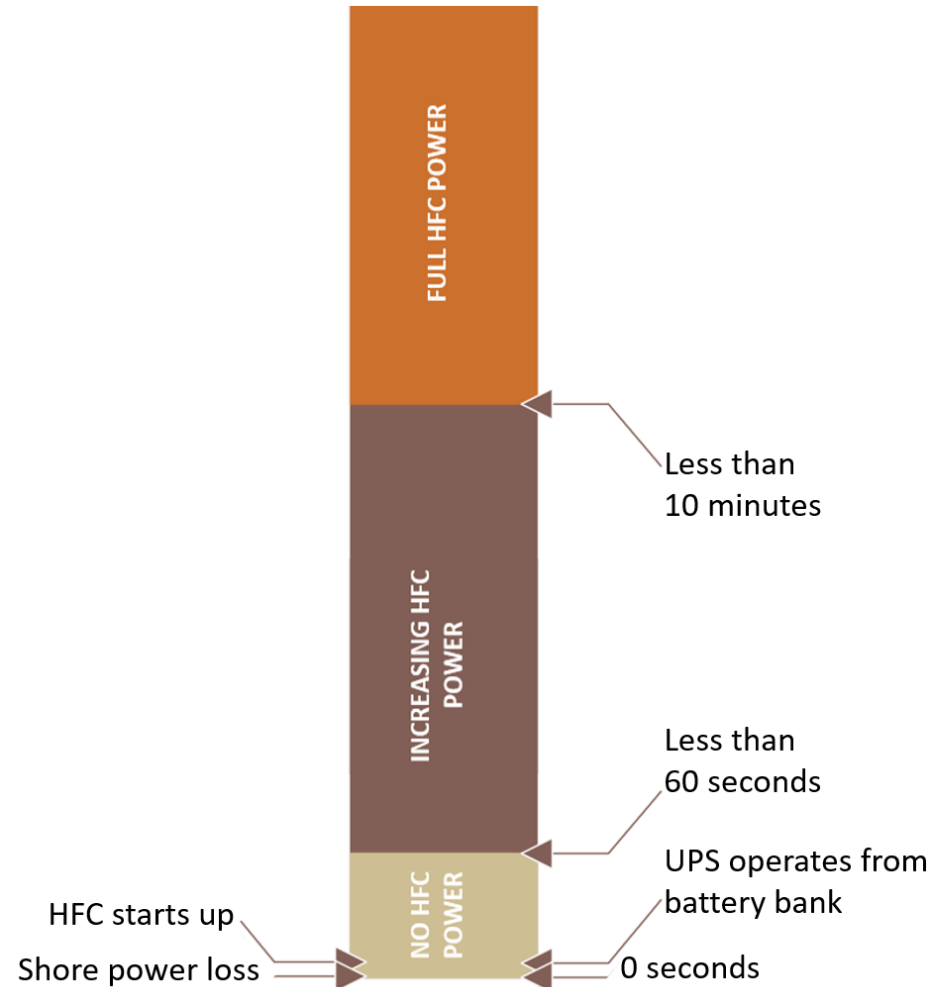 FULL HFC POWER
Less than
10 minutes
INCREASING HFC
POWER
Less than
60 seconds
NO HFC
POWER
UPS operates from
battery bank
HFC starts up
Shore power loss
0 seconds